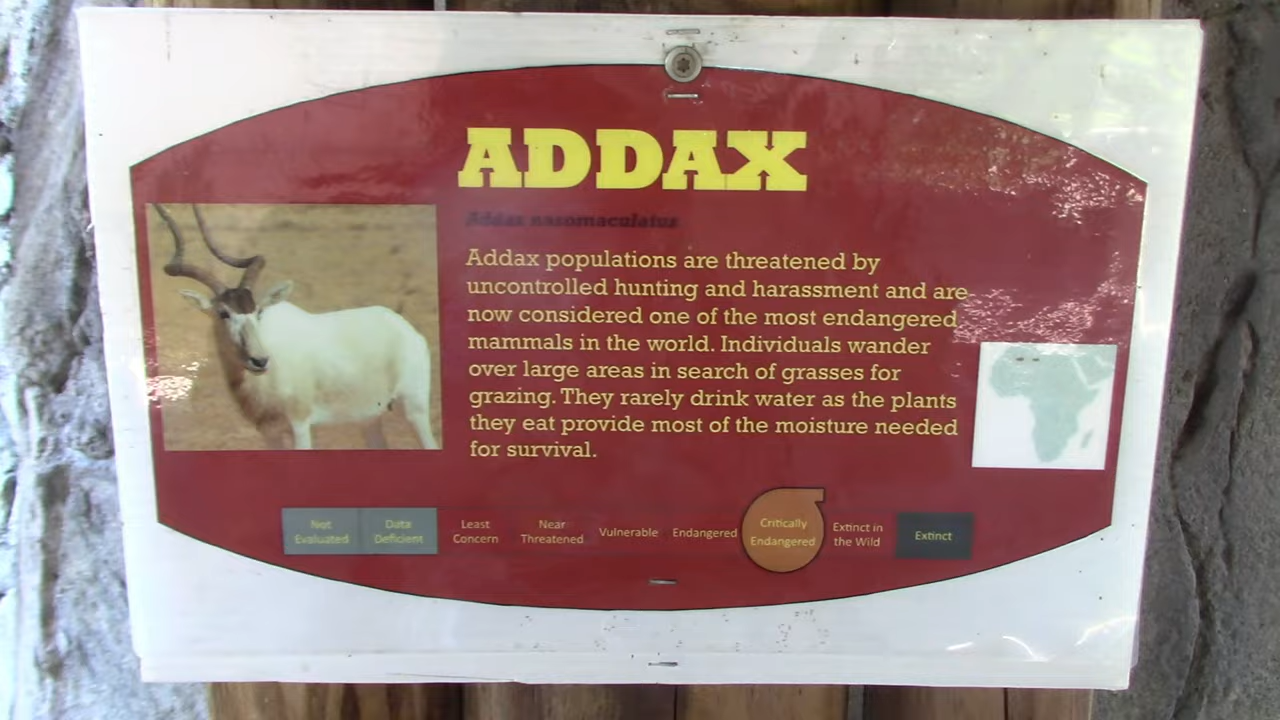 ADDAX
Addax nasomaculatus
Addax populations are threatened by
uncontrolled hunting and harassment and are
now considered one of the most endangered
mammals in the world. Individuals wander
over large areas in search of grasses for
grazing. They rarely drink water as the plants
they eat provide most of the moisture needed
for survival.
Not
Evaluated
Data
Deficient
Least
Concern
Near
Threatened
Vulnerable
Endangered
Critically
Endangered
Extinct in
the Wild
Extinct